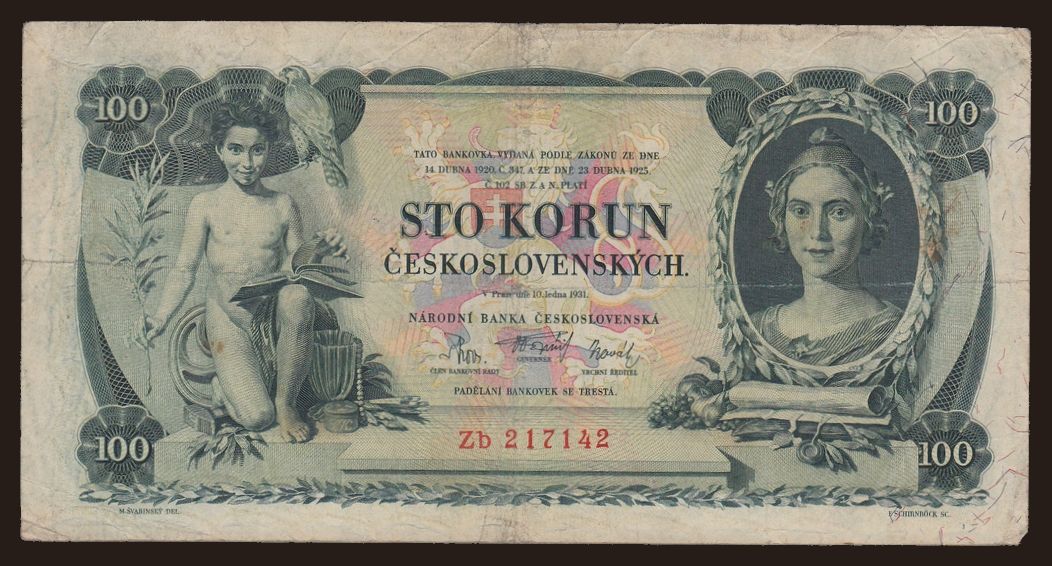 100
100
TATO BANKOVKA, VYDANÁ PODLE ZÁKONŮ ZE DNE
14. DUBNA 1920, Č. 347, A ZE DNE 23. DUBNA 1925,
Č. 102 SB. Z. A N., PLATÍ
STO KORUN
ČESKOSLOVENSKÝCH.
V Praze dne 10. ledna 1931.
NÁRODNÍ BANKA ČESKOSLOVENSKÁ
ČLEN BANKOVNÍ RADY
GUVERNÉR
VRCHNÍ ŘEDITEL
PADĚLÁNÍ BANKOVEK SE TRESTÁ.
Zb 217142
100
100
M. ŠVABINSKÝ DEL.
F. SCHIRNBÖCK SC.